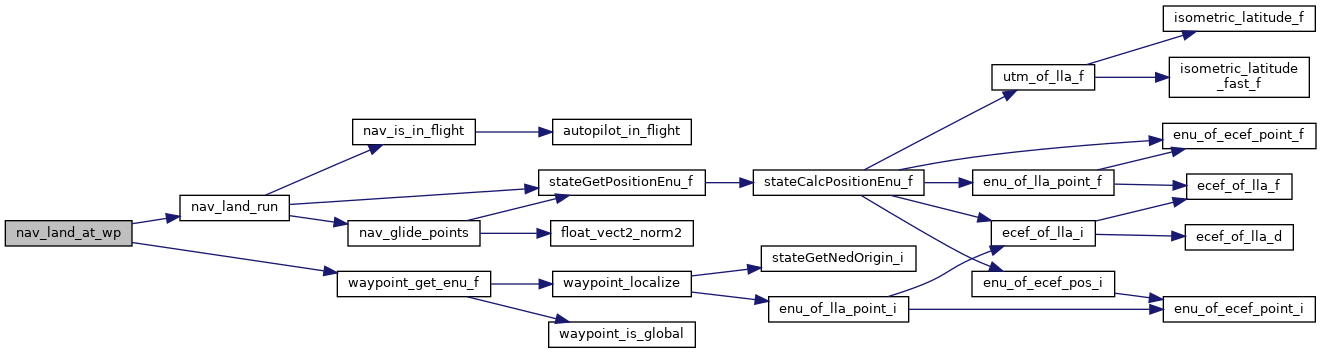 nav_land_at_wp
nav_land_run
waypoint_get_enu_f
nav_is_in_flight
nav_glide_points
autopilot_in_flight
stateGetPositionEnu_f
float_vect2_norm2
waypoint_localize
waypoint_is_global
stateCalcPositionEnu_f
stateGetNedOrigin_i
enu_of_lla_point_i
utm_of_lla_f
enu_of_lla_point_f
ecef_of_lla_i
enu_of_ecef_pos_i
isometric_latitude_f
isometric_latitude
_fast_f
enu_of_ecef_point_f
ecef_of_lla_f
ecef_of_lla_d
enu_of_ecef_point_i